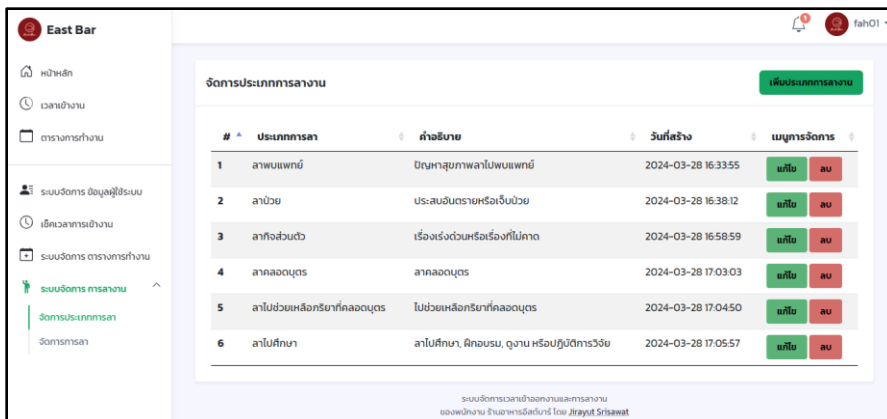 East Bar
1
fah01
หน้าหลัก
เวลาเข้างาน
ตารางการทำงาน
ระบบจัดการ ข้อมูลผู้ใช้ระบบ
เช็คเวลาการเข้างาน
ระบบจัดการ ตารางการทำงาน
ระบบจัดการ การลางาน
จัดการประเภทการลา
จัดการการลา
จัดการประเภทการลางาน
เพิ่มประเภทการลางาน
# ประเภทการลา คำอธิบาย วันที่สร้าง เมนูการจัดการ
1 ลาพบแพทย์ ปัญหาสุขภาพลาไปพบแพทย์ 2024-03-28 16:33:55 แก้ไข ลบ
2 ลาป่วย ประสบอันตรายหรือเจ็บป่วย 2024-03-28 16:38:12 แก้ไข ลบ
3 ลากิจส่วนตัว เรื่องเร่งด่วนหรือเรื่องที่ไม่คาด 2024-03-28 16:58:59 แก้ไข ลบ
4 ลาคลอดบุตร ลาคลอดบุตร 2024-03-28 17:03:03 แก้ไข ลบ
5 ลาไปช่วยเหลือภริยาที่คลอดบุตร ไปช่วยเหลือภริยาที่คลอดบุตร 2024-03-28 17:04:50 แก้ไข ลบ
6 ลาไปศึกษา ลาไปศึกษา, ฝึกอบรม, ดูงาน หรือปฏิบัติการวิจัย 2024-03-28 17:05:57 แก้ไข ลบ
ระบบจัดการเวลาเข้าออกงานและการลางาน
ของพนักงาน ร้านอาหารอีสต์บาร์ โดย Jirayut Srisawat